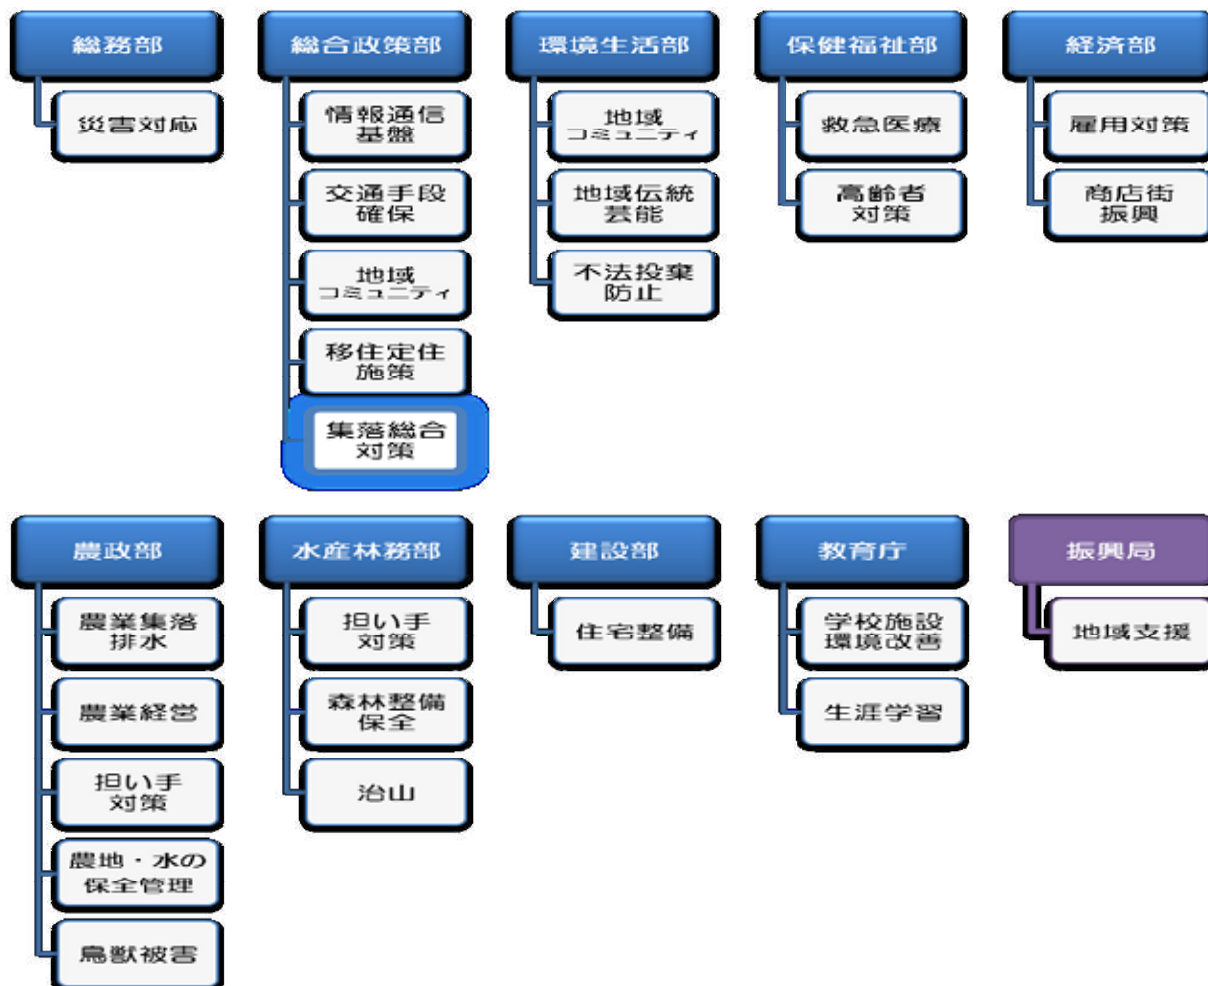 総務部
災害対応
総合政策部
情報通信
基盤
交通手段
確保
地域
コミュニティ
移住定住
施策
集落総合
対策
環境生活部
地域
コミュニティ
地域伝統
芸能
不法投棄
防止
保健福祉部
救急医療
高齢者
対策
経済部
雇用対策
商店街
振興
農政部
農業集落
排水
農業経営
担い手
対策
農地・水の
保全管理
鳥獣被害
水産林務部
担い手
対策
森林整備
保全
治山
建設部
住宅整備
教育庁
学校施設
環境改善
生涯学習
振興局
地域支援